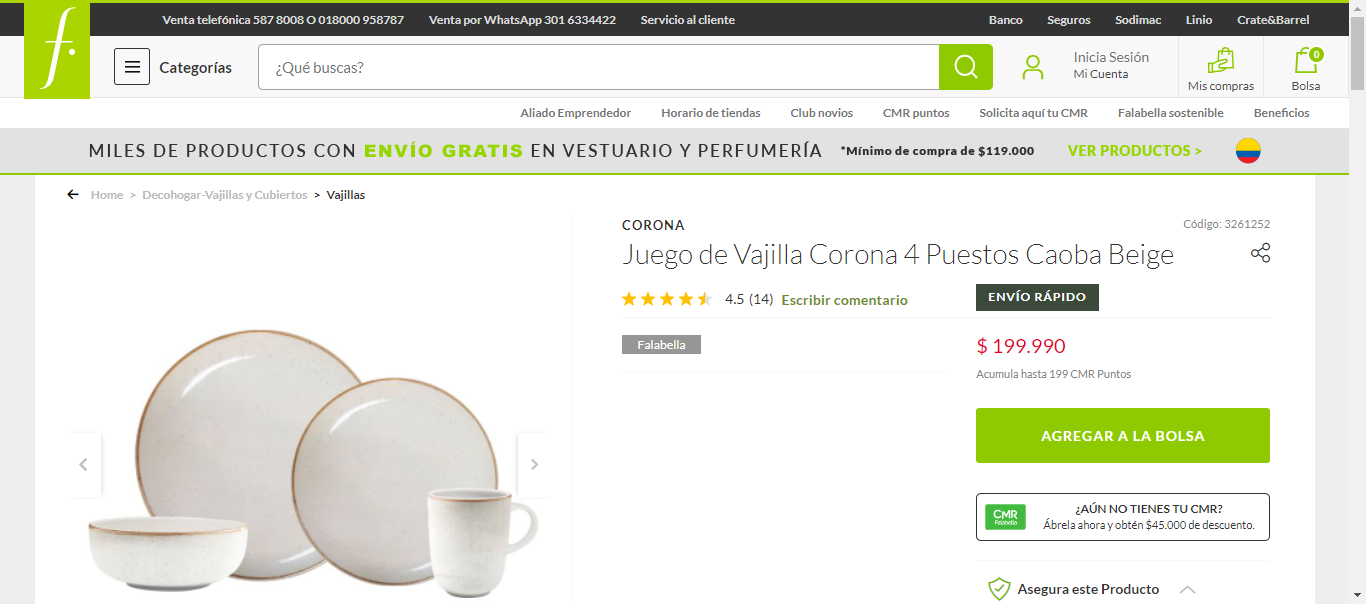 Venta telefónica 587 8008 O 018000 958787 Venta por WhatsApp 301 6334422 Servicio al cliente Banco Seguros Sodimac Linio Crate&Barrel
f.
Categorías ¿Qué buscas? Inicia Sesión
Mi Cuenta
Mis compras
0
Bolsa
Aliado Emprendedor Horario de tiendas Club novios CMR puntos Solicita aquí tu CMR Falabella sostenible Beneficios
MILES DE PRODUCTOS CON ENVÍO GRATIS EN VESTUARIO Y PERFUMERÍA *Mínimo de compra de $119.000 VER PRODUCTOS >
Home > Decohogar-Vajillas y Cubiertos > Vajillas
CORONA Código: 3261252
Juego de Vajilla Corona 4 Puestos Caoba Beige
4.5 (14) Escribir comentario
ENVÍO RÁPIDO
Falabella
$ 199.990
Acumula hasta 199 CMR Puntos
AGREGAR A LA BOLSA
CMR
Falabella
¿AÚN NO TIENES TU CMR?
Ábrela ahora y obtén $45.000 de descuento.
Asegura este Producto